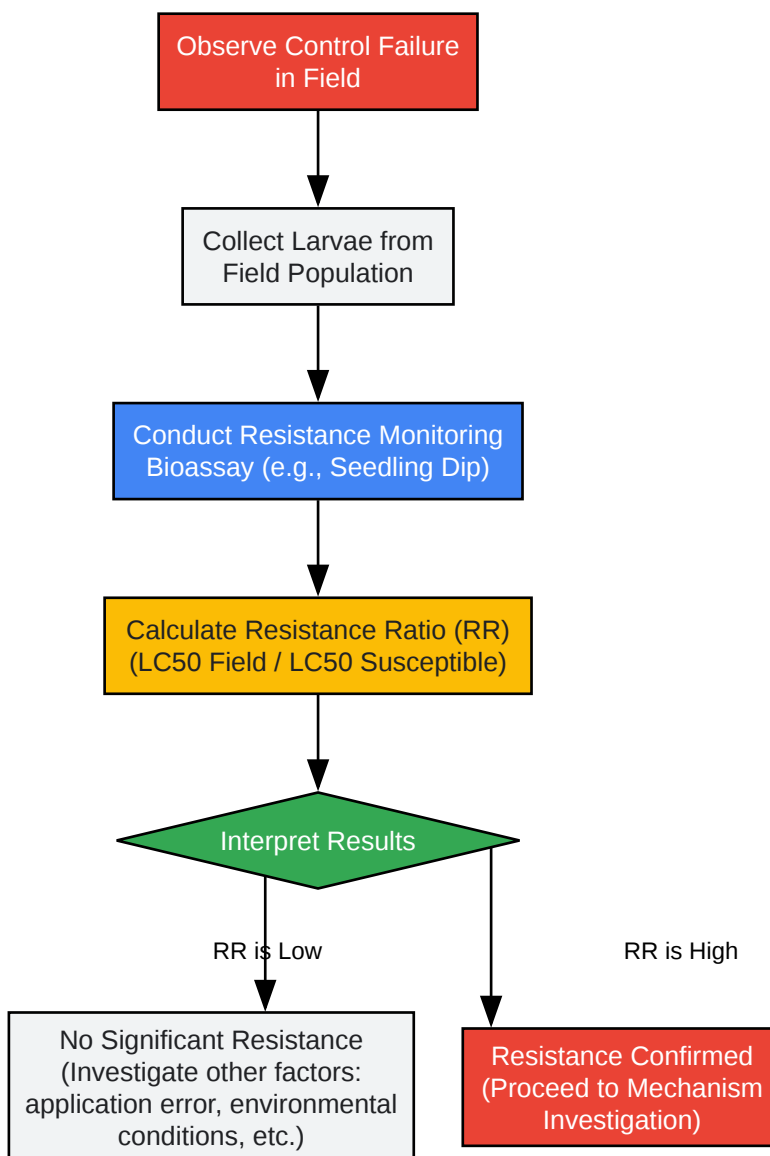 Observe Control Failure
in Field
Collect Larvae from
Field Population
Conduct Resistance Monitoring
Bioassay (e.g., Seedling Dip)
Calculate Resistance Ratio (RR)
(LC50 Field / LC50 Susceptible)
Interpret Results
RR is Low
RR is High
No Significant Resistance
(Investigate other factors:
application error, environmental
conditions, etc.)
Resistance Confirmed
(Proceed to Mechanism
Investigation)